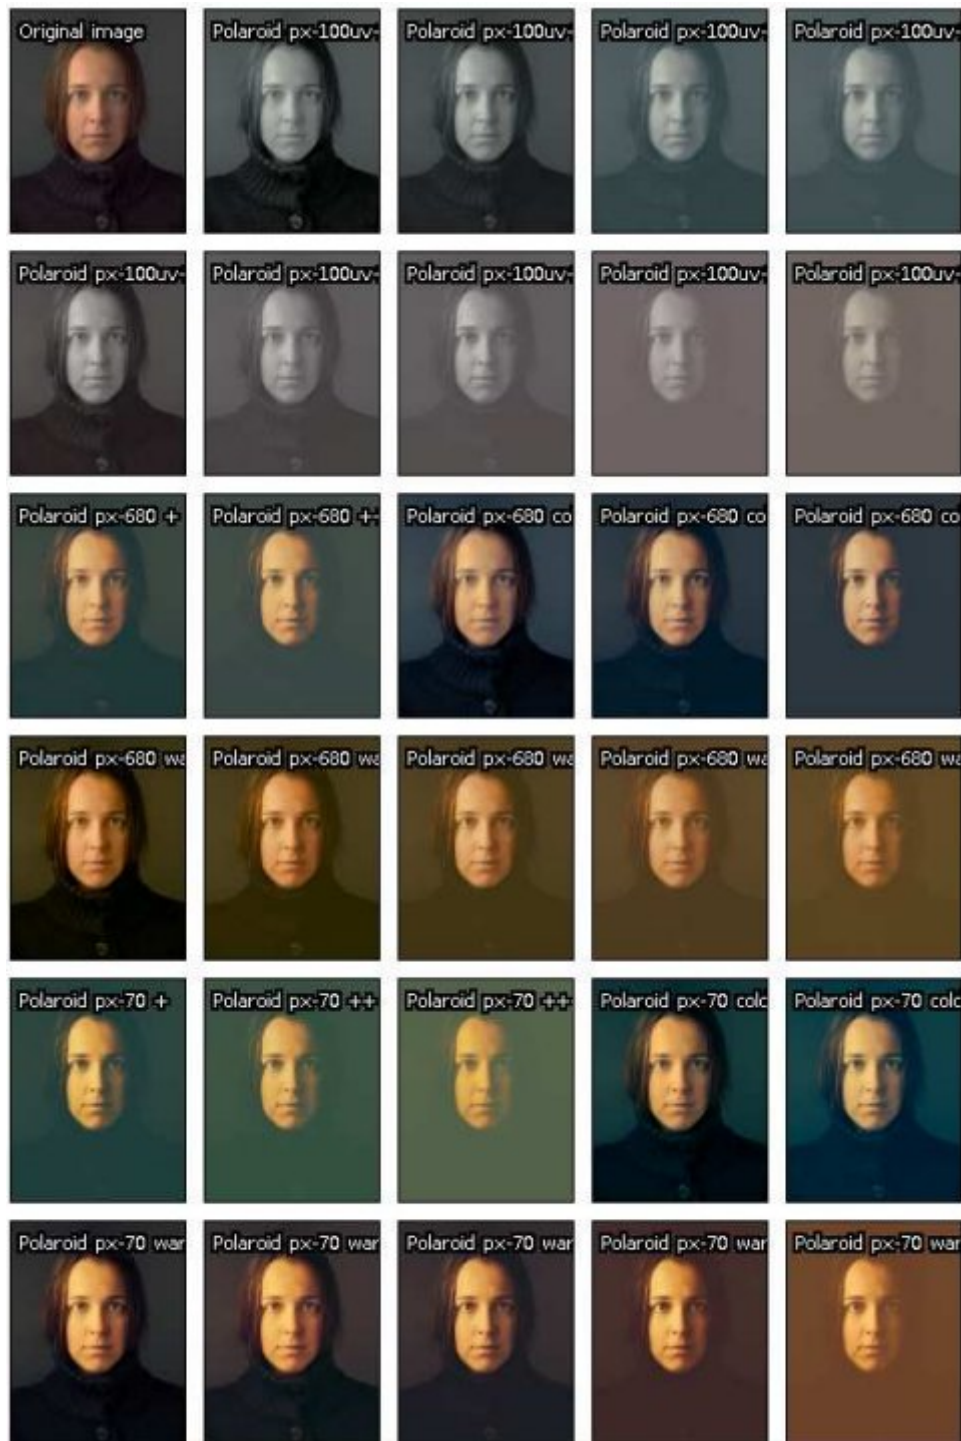 Original image
Polaroid px-100uv-
Polaroid px-100uv-
Polaroid px-100uv-
Polaroid px-100uv-
Polaroid px-100uv-
Polaroid px-100uv-
Polaroid px-100uv-
Polaroid px-100uv-
Polaroid px-100uv-
Polaroid px-680 +
Polaroid px-680 +
Polaroid px-680 co
Polaroid px-680 co
Polaroid px-680 co
Polaroid px-680 wa
Polaroid px-680 wa
Polaroid px-680 wa
Polaroid px-680 wa
Polaroid px-680 wa
Polaroid px-70 +
Polaroid px-70 ++
Polaroid px-70 ++
Polaroid px-70 cold
Polaroid px-70 cold
Polaroid px-70 war
Polaroid px-70 war
Polaroid px-70 war
Polaroid px-70 war
Polaroid px-70 war